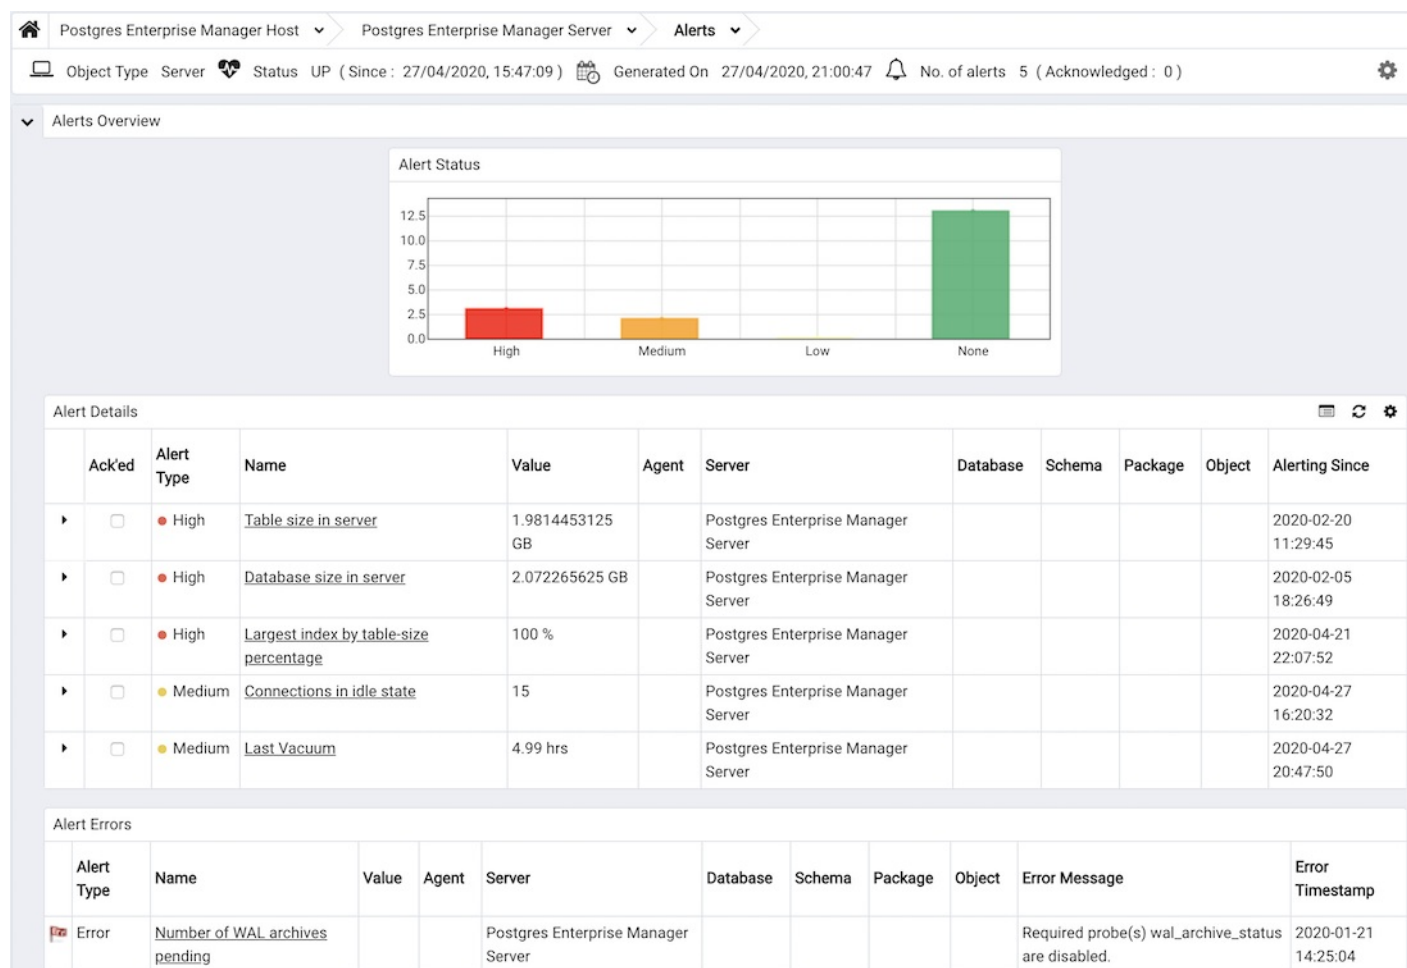 Postgres Enterprise Manager Host Postgres Enterprise Manager Server Alerts
Object Type Server Status UP ( Since : 27/04/2020, 15:47:09 ) Generated On 27/04/2020, 21:00:47 No. of alerts 5 ( Acknowledged : 0 )
Alerts Overview
Alert Status
12.5
10.0
7.5
5.0
2.5
0.0
High Medium Low None
Alert Details
Ack'ed Alert Type Name Value Agent Server Database Schema Package Object Alerting Since
High Table size in server 1.9814453125 GB Postgres Enterprise Manager Server 2020-02-20 11:29:45
High Database size in server 2.072265625 GB Postgres Enterprise Manager Server 2020-02-05 18:26:49
High Largest index by table-size percentage 100 % Postgres Enterprise Manager Server 2020-04-21 22:07:52
Medium Connections in idle state 15 Postgres Enterprise Manager Server 2020-04-27 16:20:32
Medium Last Vacuum 4.99 hrs Postgres Enterprise Manager Server 2020-04-27 20:47:50
Alert Errors
Alert Type Name Value Agent Server Database Schema Package Object Error Message Error Timestamp
Error Number of WAL archives pending Postgres Enterprise Manager Server Required probe(s) wal_archive_status are disabled. 2020-01-21 14:25:04